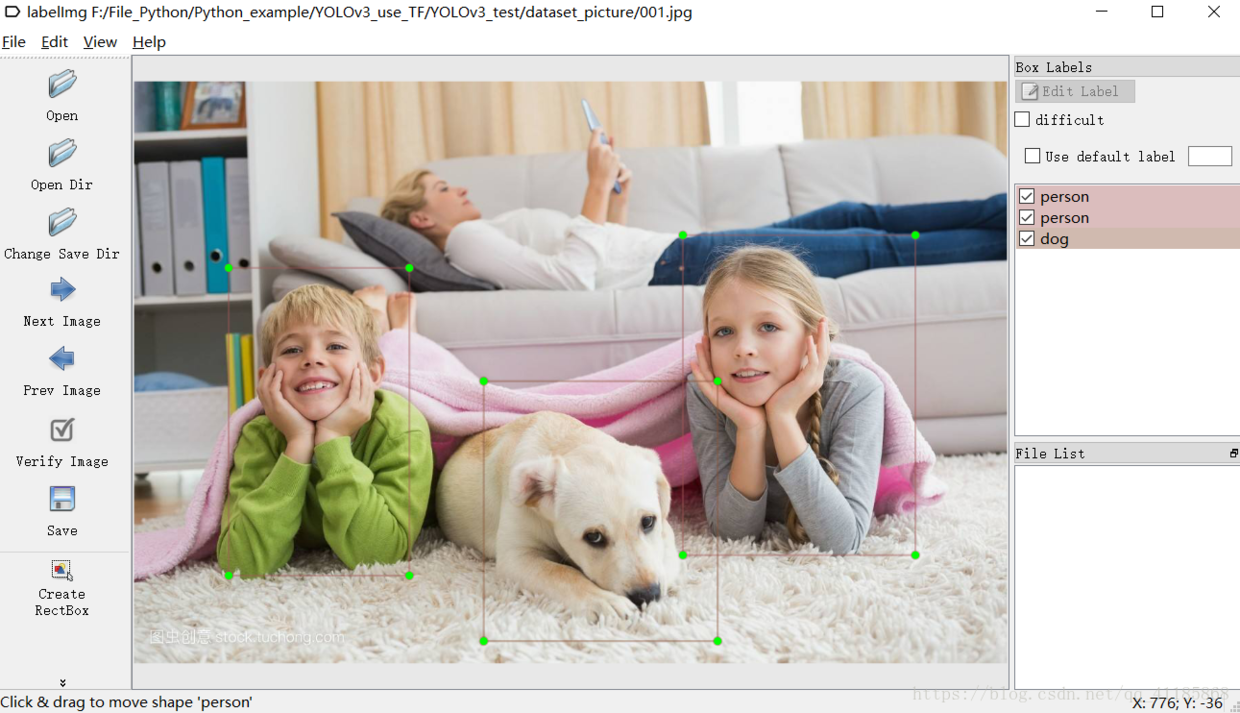 labelImg F:/File_Python/Python_example/YOLOv3_use_TF/YOLOv3_test/dataset_picture/001.jpg
File Edit View Help
Open
Open Dir
Change Save Dir
Next Image
Prev Image
Verify Image
Save
Create
RectBox
图虫创意 stock.tuchong.com
Box Labels
Edit Label
difficult
Use default label
person
person
dog
File List
https://blog.csdn.net/qq_41185868
Click & drag to move shape 'person'
X: 776; Y: -36